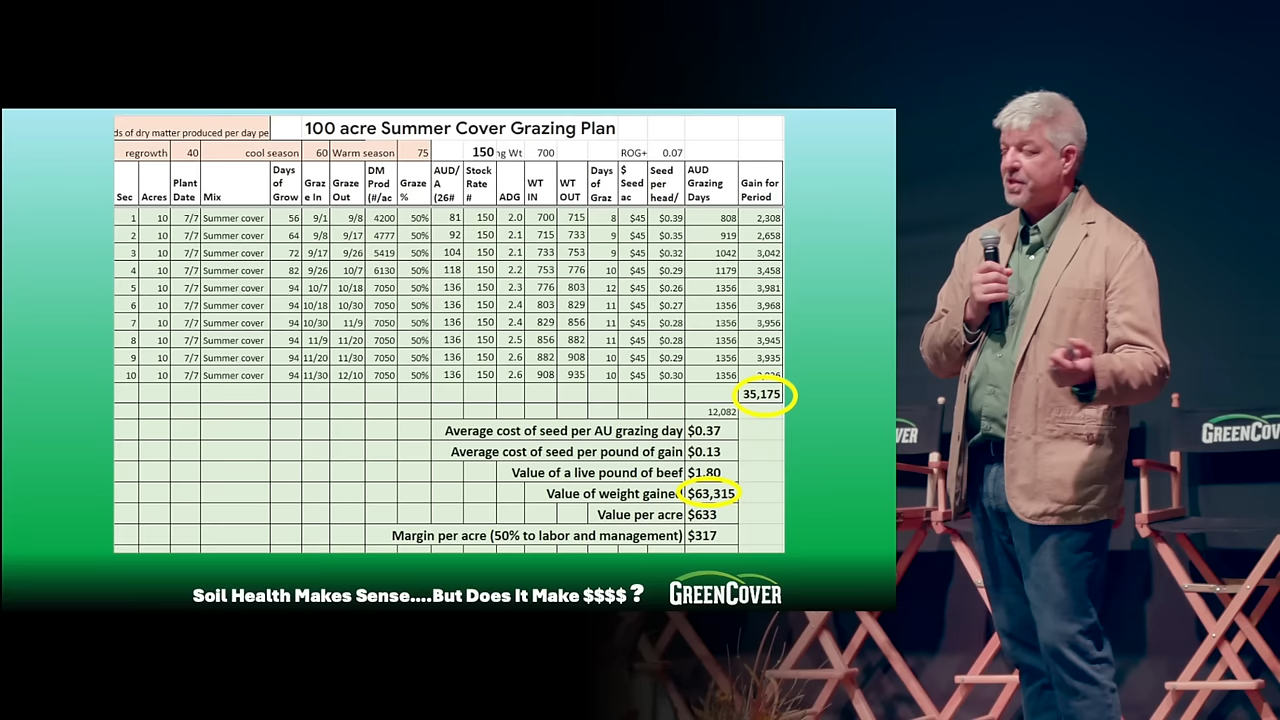 ds of dry matter produced per day pe
100 acre Summer Cover Grazing Plan
regrowth 40 cool season 60 Warm season 75 150 ng Wt 700 ROG+ 0.07
Sec Acres Plant Date Mix Days of Grow Graz e In Graze Out DM Prod (#/ac Graze % AUD/ A (26# Stock Rate # ADG WT IN WT OUT Days of Graz $ Seed ac Seed per head/ AUD Grazing Days Gain for Period
1 10 7/7 Summer cover 56 9/1 9/8 4200 50% 81 150 2.0 700 715 8 $45 $0.39 808 2,308
2 10 7/7 Summer cover 64 9/8 9/17 4777 50% 92 150 2.1 715 733 9 $45 $0.35 919 2,658
3 10 7/7 Summer cover 72 9/17 9/26 5419 50% 104 150 2.1 733 753 9 $45 $0.32 1042 3,042
4 10 7/7 Summer cover 82 9/26 10/7 6130 50% 118 150 2.2 753 776 10 $45 $0.29 1179 3,458
5 10 7/7 Summer cover 94 10/7 10/18 7050 50% 136 150 2.3 776 803 12 $45 $0.26 1356 3,981
6 10 7/7 Summer cover 94 10/18 10/30 7050 50% 136 150 2.4 803 829 11 $45 $0.27 1356 3,968
7 10 7/7 Summer cover 94 10/30 11/9 7050 50% 136 150 2.4 829 856 11 $45 $0.28 1356 3,956
8 10 7/7 Summer cover 94 11/9 11/20 7050 50% 136 150 2.5 856 882 11 $45 $0.28 1356 3,945
9 10 7/7 Summer cover 94 11/20 11/30 7050 50% 136 150 2.6 882 908 10 $45 $0.29 1356 3,935
10 10 7/7 Summer cover 94 11/30 12/10 7050 50% 136 150 2.6 908 935 10 $45 $0.30 1356
35,175
12,082
Average cost of seed per AU grazing day $0.37
Average cost of seed per pound of gain $0.13
Value of a live pound of beef $1.80
Value of weight gained $63,315
Value per acre $633
Margin per acre (50% to labor and management) $317
Soil Health Makes Sense....But Does It Make $$$$ ?
GREENCOVER
VER
GREENCO